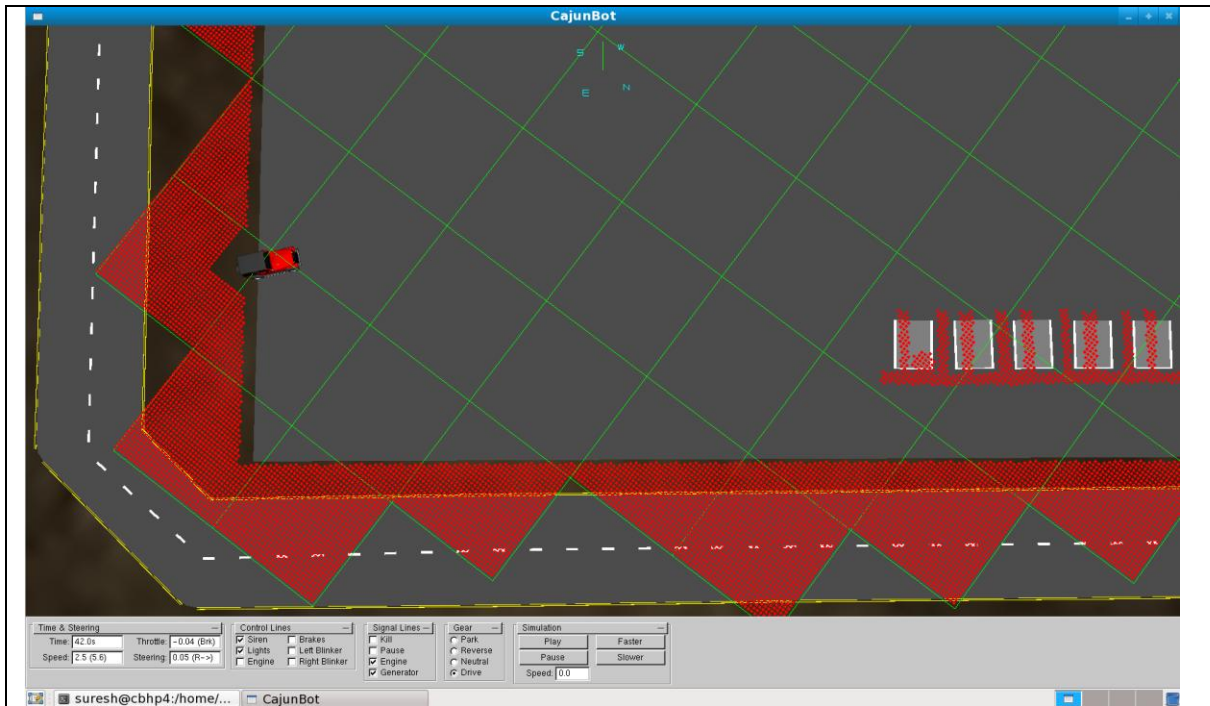 CajunBot
S W
E N
Time & Steering
Time: 42.0s Throttle: -0.04 (Brk)
Speed: 2.5 (5.6) Steering: 0.05 (R->)
Control Lines
Siren Brakes
Lights Left Blinker
Engine Right Blinker
Signal Lines
Kill
Pause
Engine
Generator
Gear
Park
Reverse
Neutral
Drive
Simulation
Play Faster
Pause Slower
Speed: 0.0
suresh@cbhp4:/home/... CajunBot